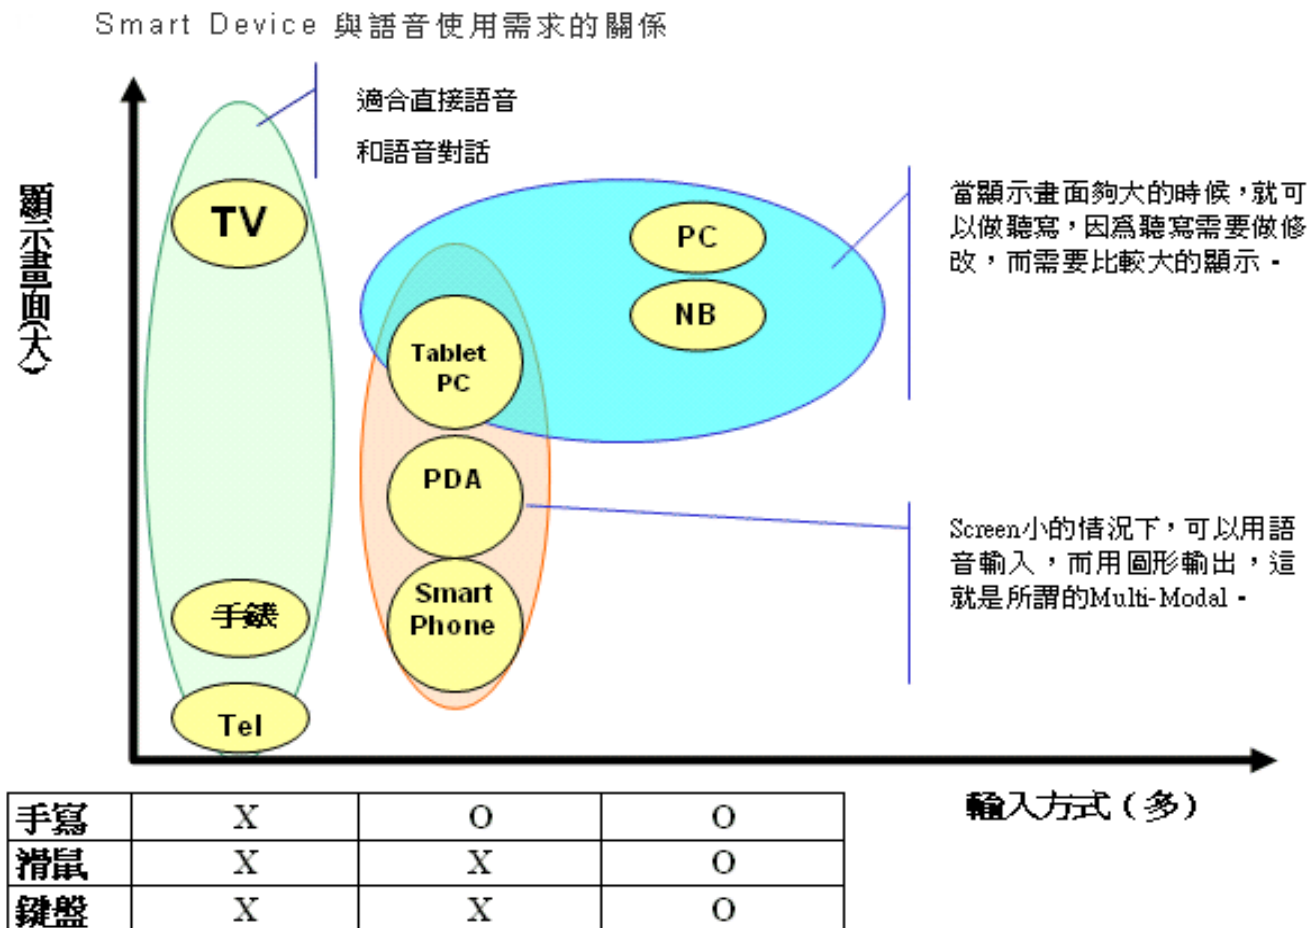 Smart Device 與語音使用需求的關係
適合直接語音
和語音對話
顯示畫面(大)
TV
手錶
Tel
Tablet
PC
PDA
Smart
Phone
PC
NB
當顯示畫面夠大的時候，就可
以做聽寫，因為聽寫需要做修
改，而需要比較大的顯示。
Screen小的情況下，可以用語
音輸入，而用圖形輸出，這
就是所謂的Multi-Modal。
輸入方式(多)
手寫 X O O
滑鼠 X X O
鍵盤 X X O